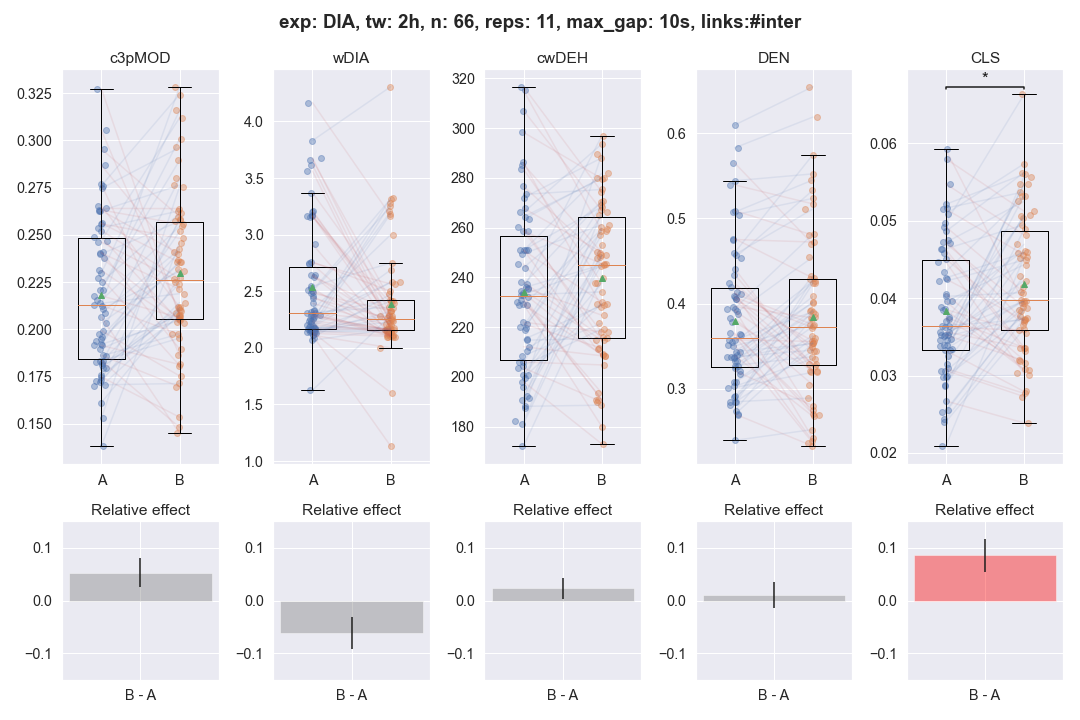 exp: DIA, tw: 2h, n: 66, reps: 11, max_gap: 10s, links:#inter
c3pMOD
wDIA
cwDEH
DEN
CLS
0.325
0.300
0.275
0.250
0.225
0.200
0.175
0.150
A
B
4.0
3.5
3.0
2.5
2.0
1.5
1.0
A
B
320
300
280
260
240
220
200
180
A
B
0.6
0.5
0.4
0.3
A
B
*
0.06
0.05
0.04
0.03
0.02
A
B
Relative effect
0.1
0.0
−0.1
B - A
Relative effect
0.1
0.0
−0.1
B - A
Relative effect
0.1
0.0
−0.1
B - A
Relative effect
0.1
0.0
−0.1
B - A
Relative effect
0.1
0.0
−0.1
B - A